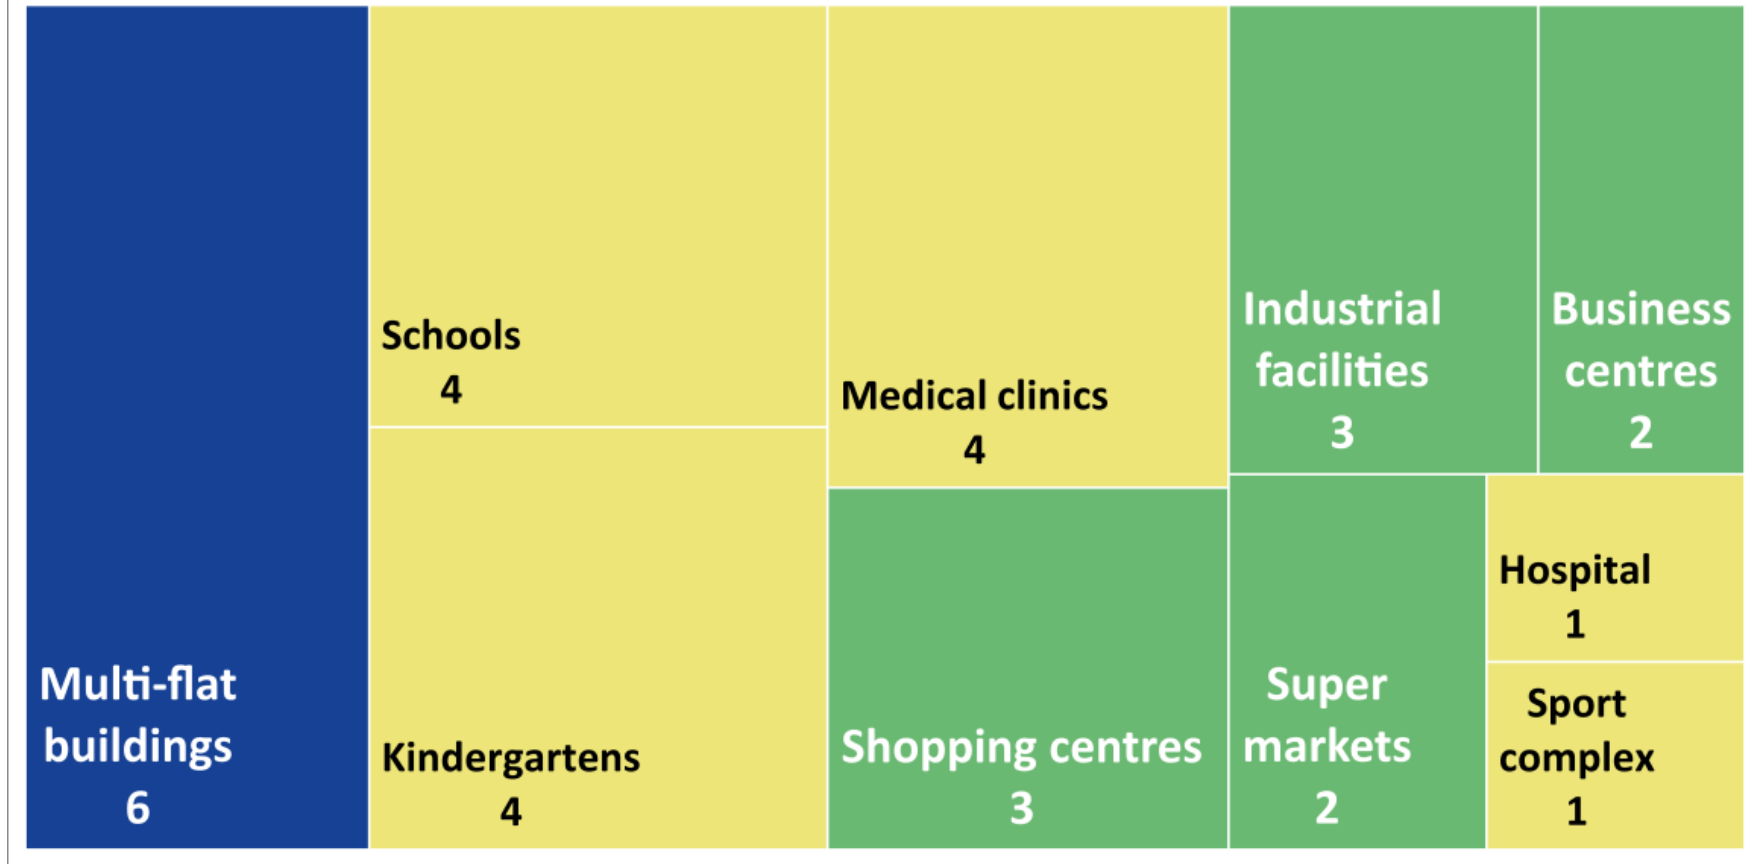 Multi-flat
buildings
6
Schools
4
Kindergartens
4
Medical clinics
4
Shopping centres
3
Industrial
facilities
3
Business
centres
2
Super
markets
2
Hospital
1
Sport
complex
1